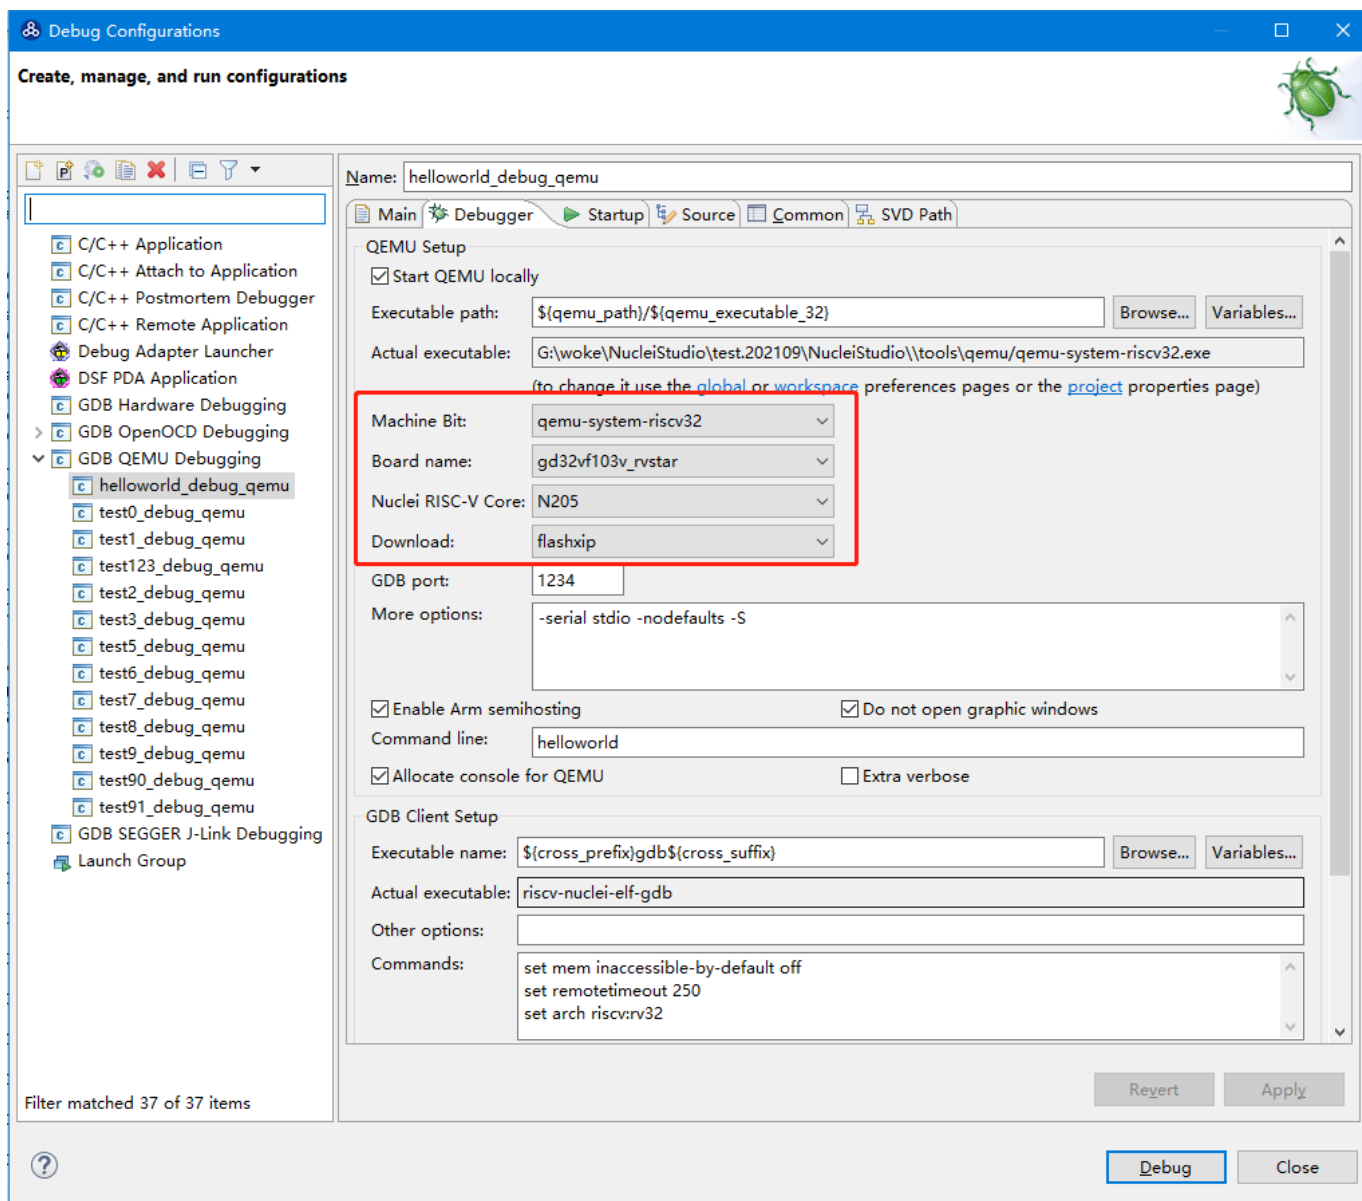 Debug Configurations
Create, manage, and run configurations
Name: helloworld_debug_qemu
Main Debugger Startup Source Common SVD Path
C/C++ Application
C/C++ Attach to Application
C/C++ Postmortem Debugger
C/C++ Remote Application
Debug Adapter Launcher
DSF PDA Application
GDB Hardware Debugging
GDB OpenOCD Debugging
GDB QEMU Debugging
helloworld_debug_qemu
test0_debug_qemu
test1_debug_qemu
test123_debug_qemu
test2_debug_qemu
test3_debug_qemu
test5_debug_qemu
test6_debug_qemu
test7_debug_qemu
test8_debug_qemu
test9_debug_qemu
test90_debug_qemu
test91_debug_qemu
GDB SEGGER J-Link Debugging
Launch Group
Filter matched 37 of 37 items
QEMU Setup
Start QEMU locally
Executable path: ${qemu_path}/${qemu_executable_32} Browse... Variables...
Actual executable: G:\woke\NucleiStudio\test.202109\NucleiStudio\\tools\qemu/qemu-system-riscv32.exe
(to change it use the global or workspace preferences pages or the project properties page)
Machine Bit: qemu-system-riscv32
Board name: gd32vf103v_rvstar
Nuclei RISC-V Core: N205
Download: flashxip
GDB port: 1234
More options: -serial stdio -nodefaults -S
Enable Arm semihosting Do not open graphic windows
Command line: helloworld
Allocate console for QEMU Extra verbose
GDB Client Setup
Executable name: ${cross_prefix}gdb${cross_suffix} Browse... Variables...
Actual executable: riscv-nuclei-elf-gdb
Other options:
Commands: set mem inaccessible-by-default off
set remotetimeout 250
set arch riscv:rv32
Revert Apply
Debug Close